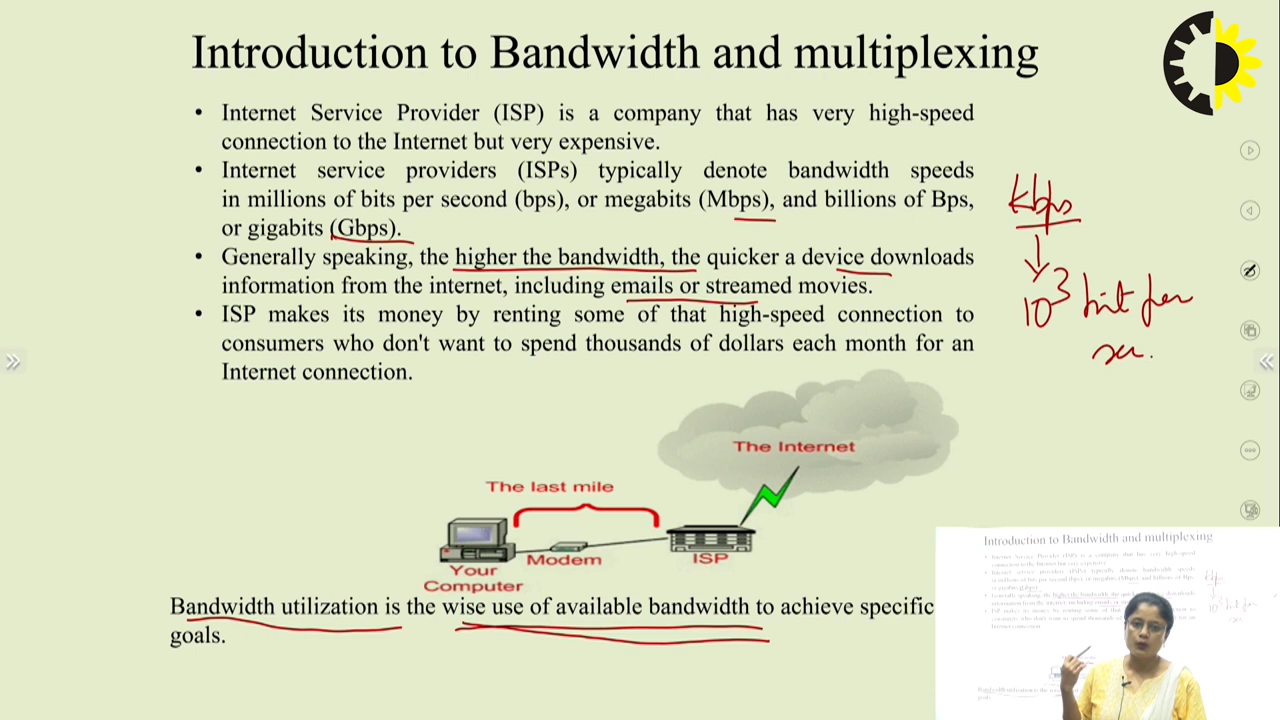 Introduction to Bandwidth and multiplexing
• Internet Service Provider (ISP) is a company that has very high-speed
connection to the Internet but very expensive.
• Internet service providers (ISPs) typically denote bandwidth speeds
in millions of bits per second (bps), or megabits (Mbps), and billions of Bps,
or gigabits (Gbps).
• Generally speaking, the higher the bandwidth, the quicker a device downloads
information from the internet, including emails or streamed movies.
• ISP makes its money by renting some of that high-speed connection to
consumers who don't want to spend thousands of dollars each month for an
Internet connection.
kbps
10³ bit per
sec.
The Internet
The last mile
Your
Computer
Modem
ISP
Bandwidth utilization is the wise use of available bandwidth to achieve specific
goals.
Introduction to Bandwidth and multiplexing